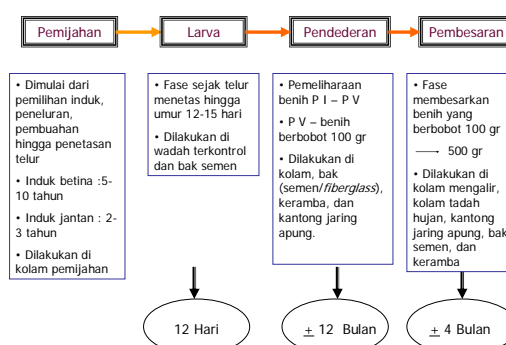 Pemijahan
Larva
Pendederan
Pembesaran
• Dimulai dari
pemilihan induk,
peneluran,
pembuahan
hingga penetasan
telur
• Induk betina :5-
10 tahun
• Induk jantan : 2-
3 tahun
• Dilakukan di
kolam pemijahan
• Fase sejak telur
menetas hingga
umur 12-15 hari
• Dilakukan di
wadah terkontrol
dan bak semen
• Pemeliharaan
benih P I – P V
• P V – benih
berbobot 100 gr
• Dilakukan di
kolam, bak
(semen/fiberglass),
keramba, dan
kantong jaring
apung.
• Fase
membesarkan
benih yang
berbobot 100 gr
→ 500 gr
• Dilakukan di
kolam mengalir,
kolam tadah
hujan, kantong
jaring apung, bak
semen, dan
keramba
12 Hari
± 12 Bulan
± 4 Bulan